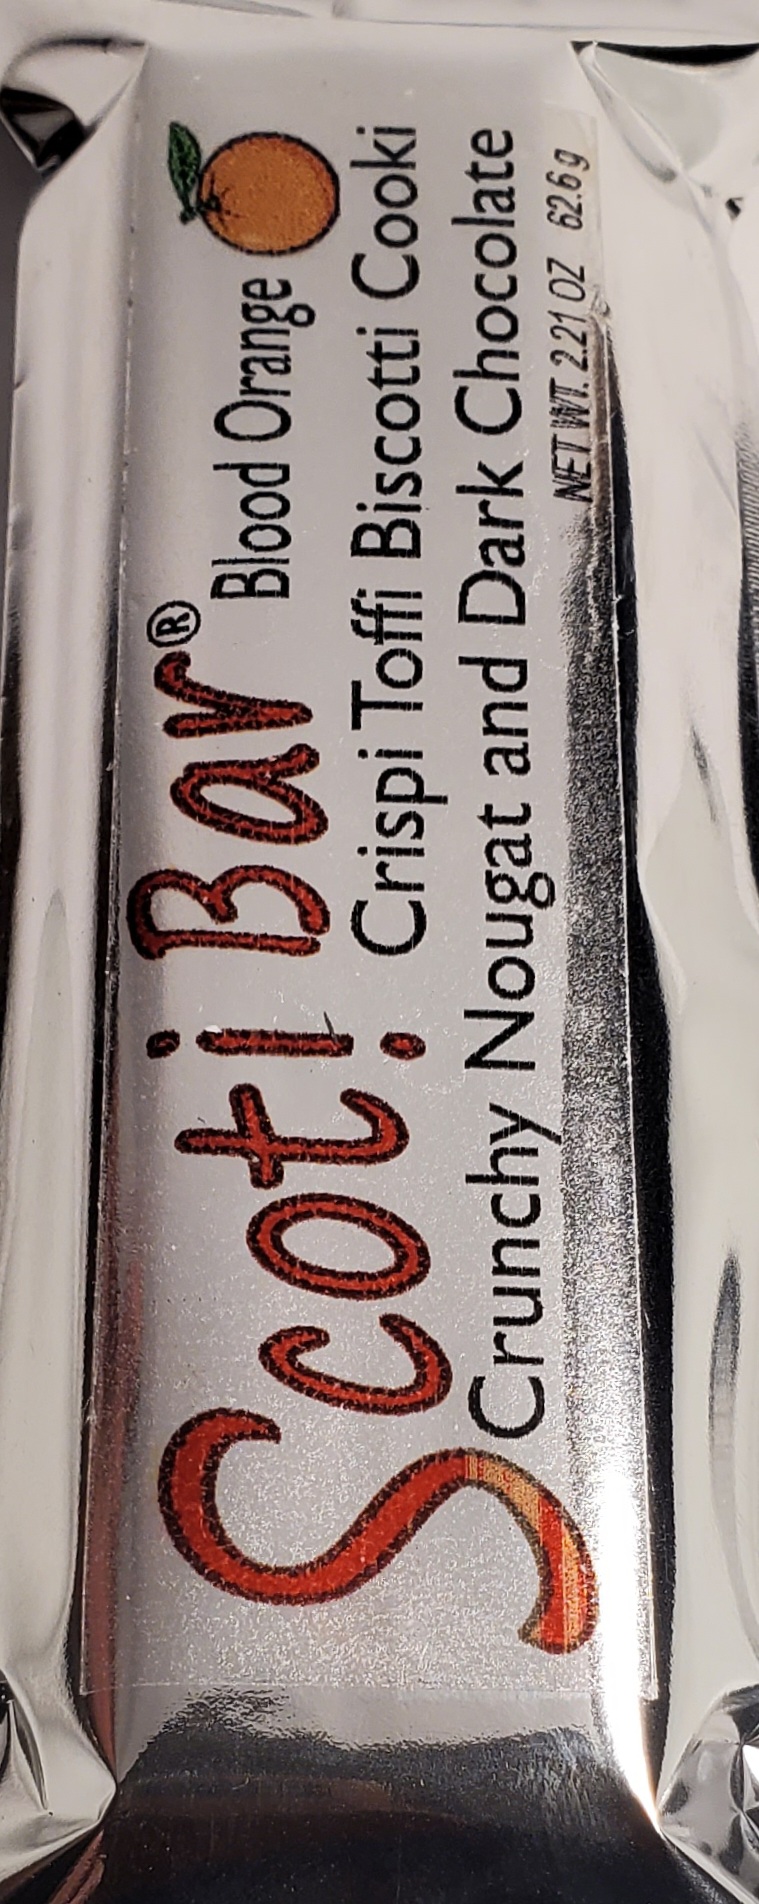 Scoti Bar®
Blood Orange
Crispi Toffi Biscotti Cooki
Crunchy Nougat and Dark Chocolate
NET WT. 2.21 OZ 62.6 g